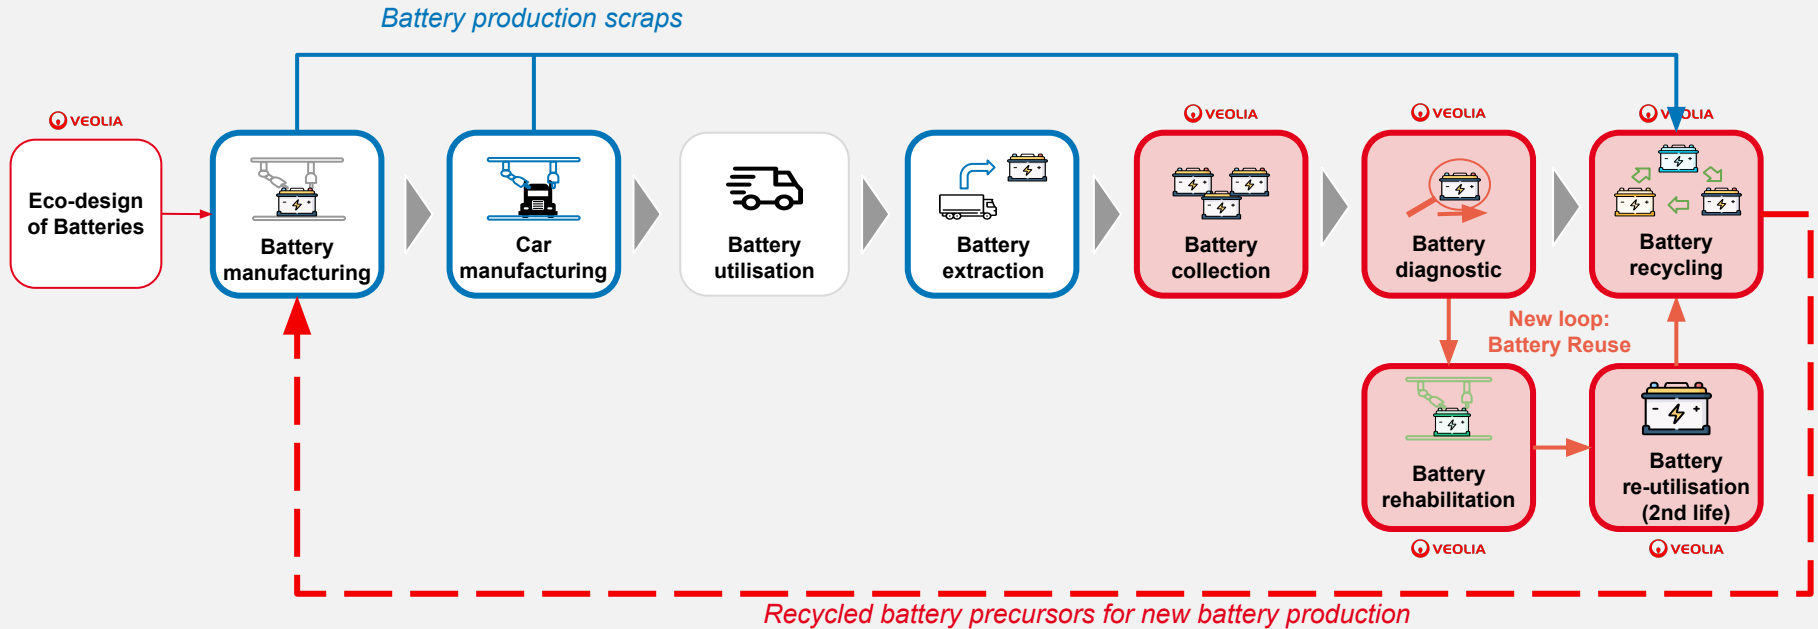 Battery production scraps
VEOLIA
Eco-design
of Batteries
Battery
manufacturing
Car
manufacturing
Battery
utilisation
Battery
extraction
VEOLIA
Battery
collection
VEOLIA
Battery
diagnostic
VEOLIA
Battery
recycling
New loop:
Battery Reuse
Battery
rehabilitation
VEOLIA
Battery
re-utilisation
(2nd life)
VEOLIA
Recycled battery precursors for new battery production